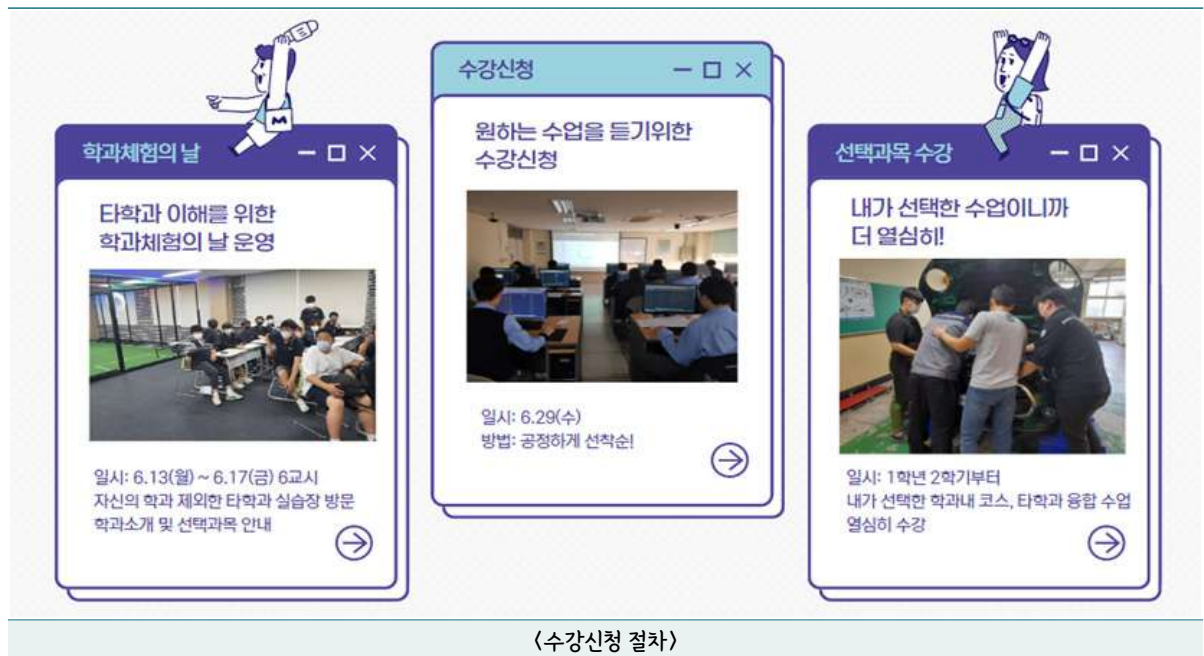 학과체험의 날
타학과 이해를 위한
학과체험의 날 운영
일시: 6.13(월) ~ 6.17(금) 6교시
자신의 학과 제외한 타학과 실습장 방문
학과소개 및 선택과목 안내
수강신청
원하는 수업을 듣기위한
수강신청
일시: 6.29(수)
방법: 공정하게 선착순!
선택과목 수강
내가 선택한 수업이니까
더 열심히!
일시: 1학년 2학기부터
내가 선택한 학과내 코스, 타학과 융합 수업
열심히 수강
<수강신청 절차>